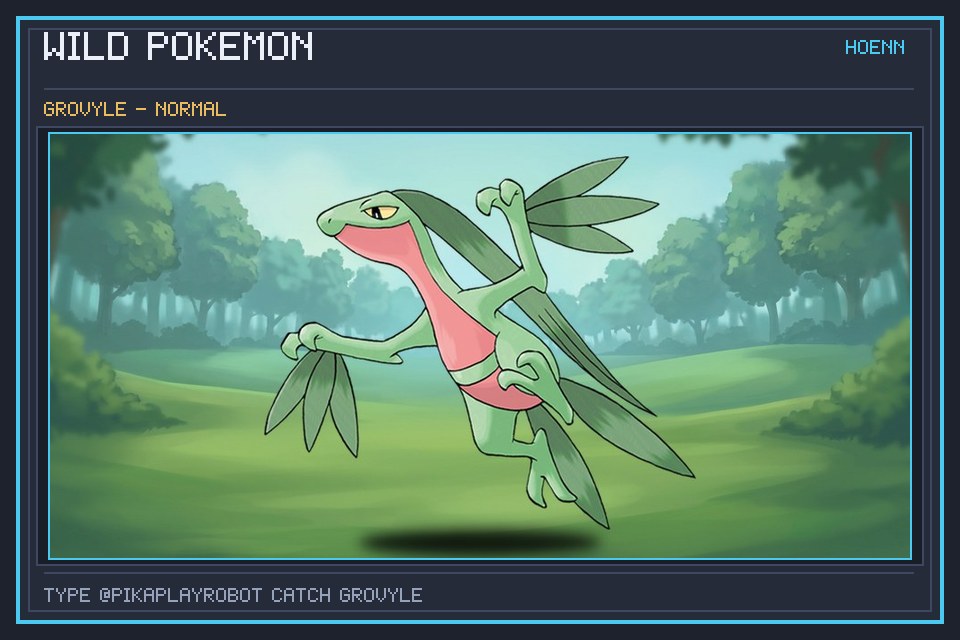 WILD POKEMON
HOENN
GROVYLE - NORMAL
TYPE @PIKAPLAYROBOT CATCH GROVYLE